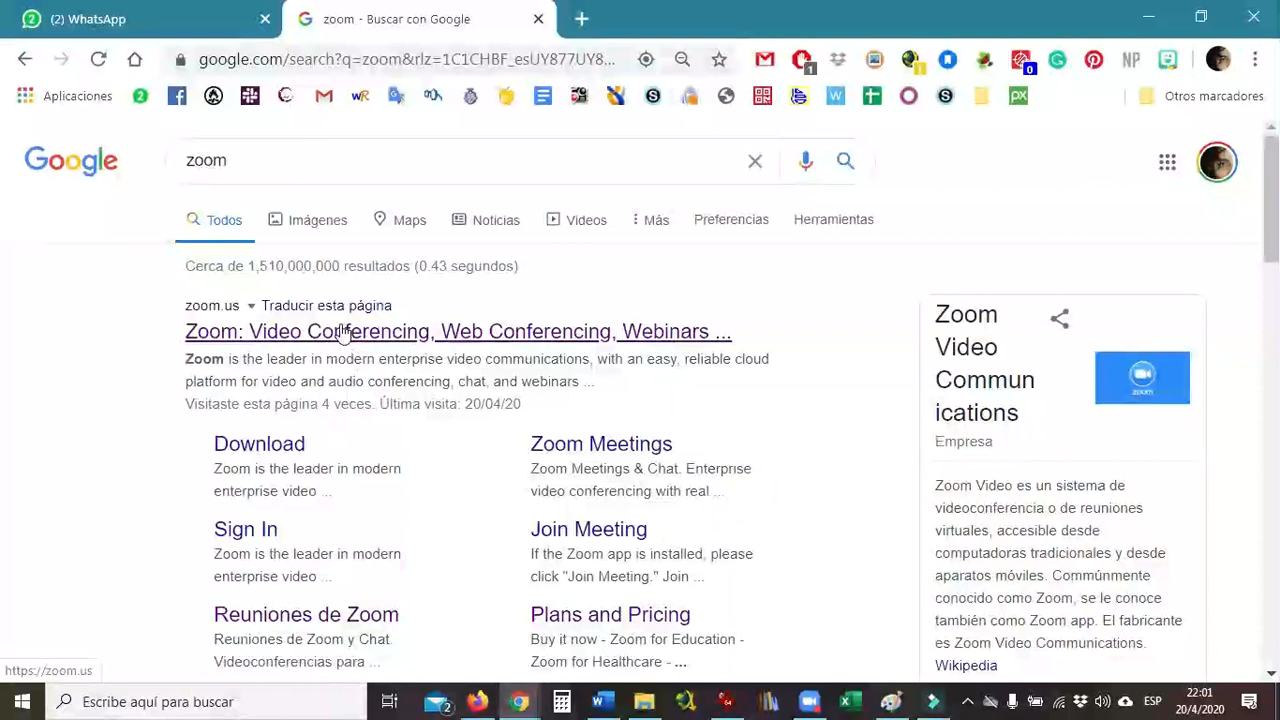 (2) WhatsApp
zoom - Buscar con Google
google.com/search?q=zoom&rlz=1C1CHBF_esUY877UY8...
1
1
0
NP
Aplicaciones
Otros marcadores
Google
zoom
Todos
Imágenes
Maps
Noticias
Videos
Más
Preferencias
Herramientas
Cerca de 1,510,000,000 resultados (0.43 segundos)
zoom.us Traducir esta página
Zoom: Video Conferencing, Web Conferencing, Webinars ...
Zoom is the leader in modern enterprise video communications, with an easy, reliable cloud
platform for video and audio conferencing, chat, and webinars ...
Visitaste esta página 4 veces. Última visita: 20/04/20
Download
Zoom is the leader in modern
enterprise video ...
Zoom Meetings
Zoom Meetings & Chat. Enterprise
video conferencing with real ...
Sign In
Zoom is the leader in modern
enterprise video ...
Join Meeting
If the Zoom app is installed, please
click "Join Meeting." Join ...
Reuniones de Zoom
Reuniones de Zoom y Chat.
Videoconferencias para ...
Plans and Pricing
Buy it now - Zoom for Education -
Zoom for Healthcare - ...
Zoom
Video
Commun
ications
Empresa
zoom
Zoom Video es un sistema de
videoconferencia o de reuniones
virtuales, accesible desde
computadoras tradicionales y desde
aparatos móviles. Commúnmente
conocido como Zoom, se le conoce
también como Zoom app. El fabricante
es Zoom Video Communications.
Wikipedia
https://zoom.us
Escribe aquí para buscar
2
ESP
22:01
20/4/2020